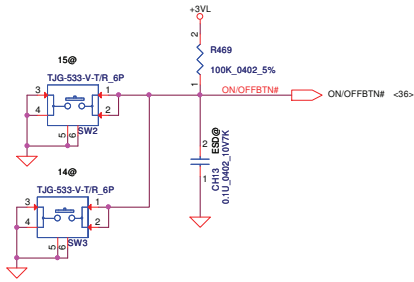 +3VL
2
R469
100K_0402_5%
1
15@
TJG-533-V-T/R_6P
3
1
4
2
5
6
SW2
ON/OFFBTN#
ON/OFFBTN# <36>
2
ESD@
CH13
0.1U_0402_10V7K
1
14@
TJG-533-V-T/R_6P
3
1
4
2
5
6
SW3